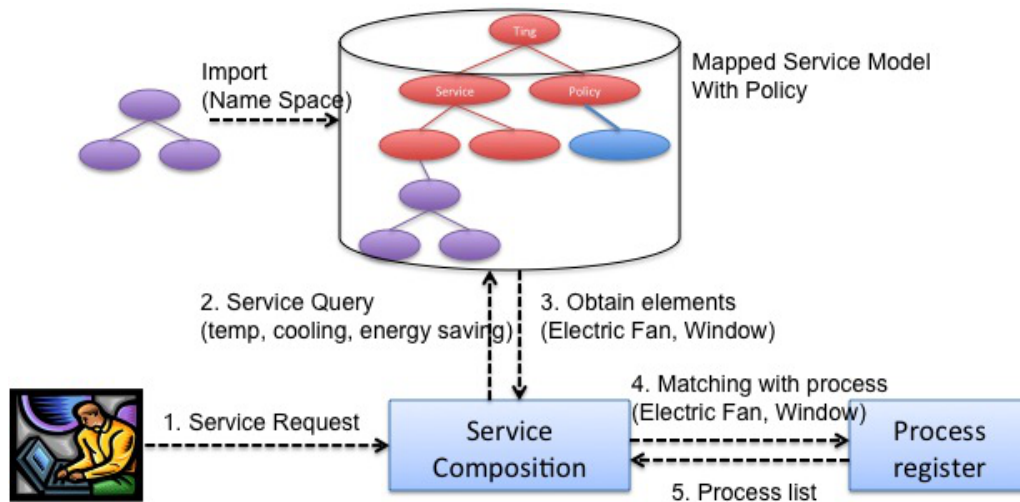 Ting
Import
(Name Space)
Mapped Service Model
With Policy
Service
Policy
2. Service Query
(temp, cooling, energy saving)
3. Obtain elements
(Electric Fan, Window)
1. Service Request
Service
Composition
4. Matching with process
(Electric Fan, Window)
Process
register
5. Process list